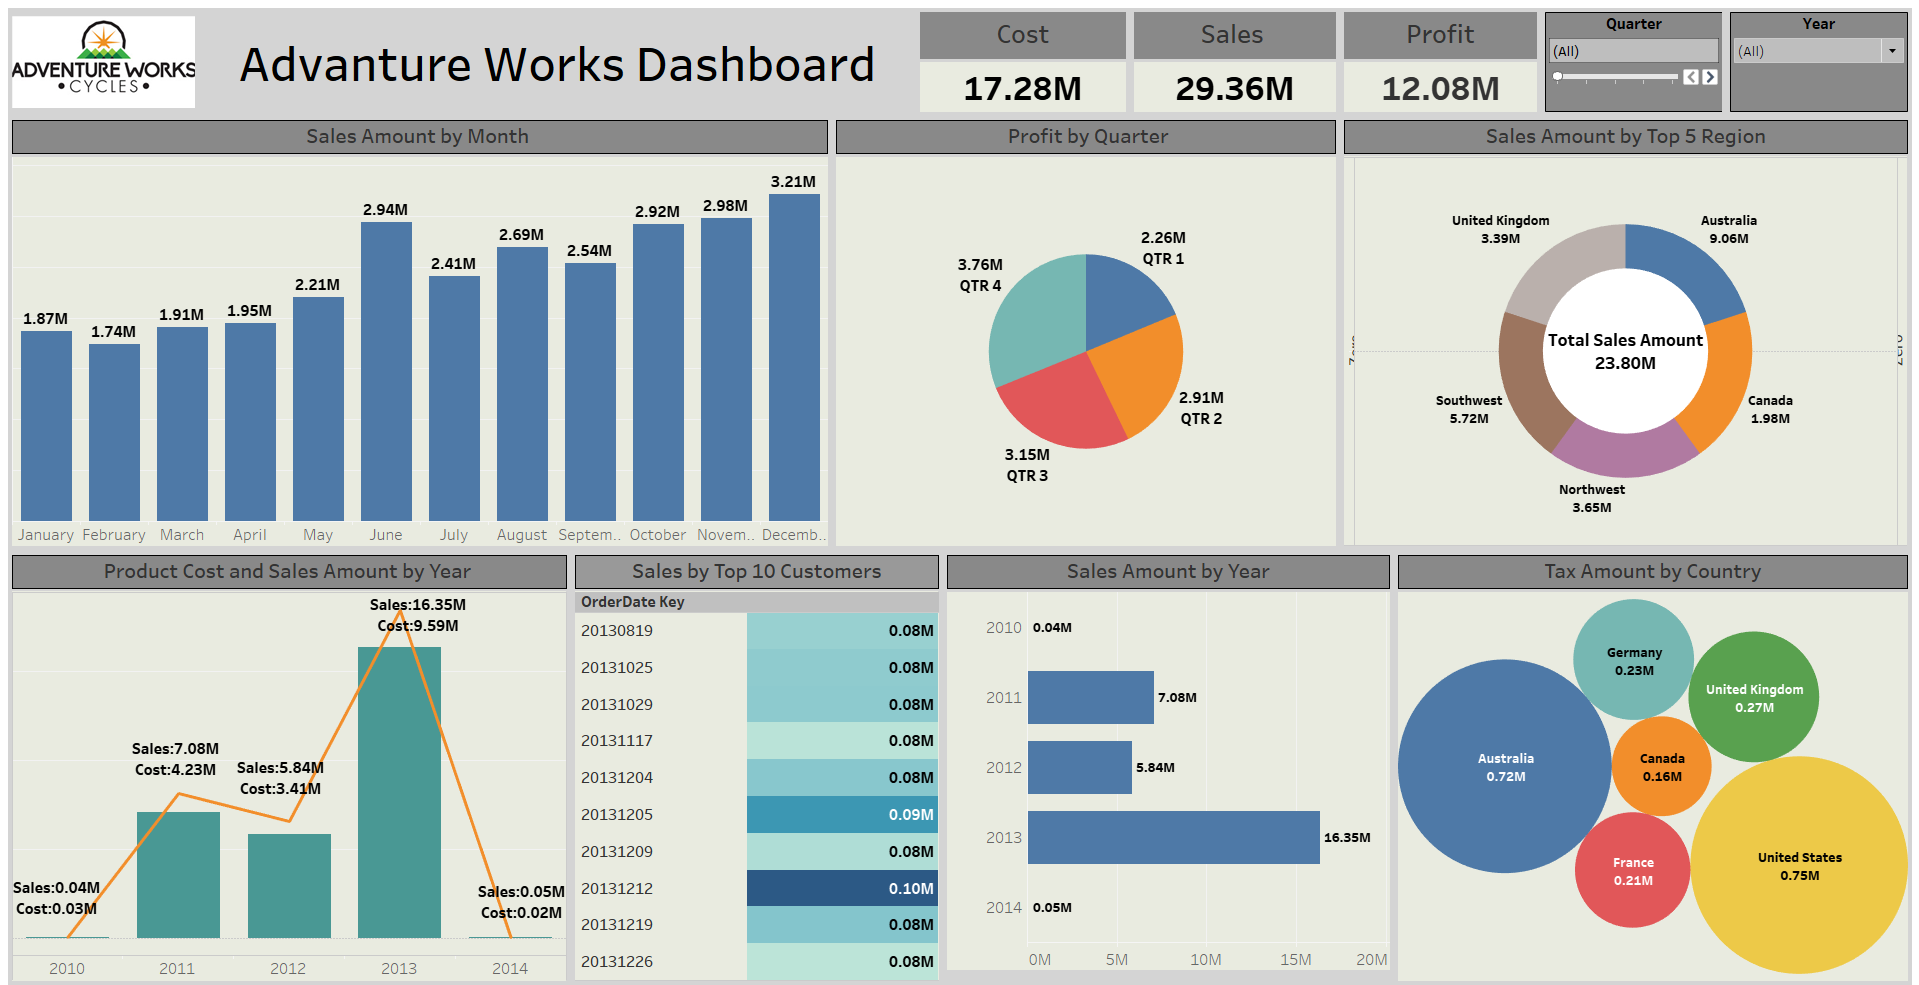 ADVENTURE WORKS
•CYCLES•
Advanture Works Dashboard
Cost
17.28M
Sales
29.36M
Profit
12.08M
Quarter
(All)
Year
(All)
Sales Amount by Month
1.87M
1.74M
1.91M
1.95M
2.21M
2.94M
2.41M
2.69M
2.54M
2.92M
2.98M
3.21M
January
February
March
April
May
June
July
August
Septem..
October
Novem..
Decemb..
Profit by Quarter
2.26M
QTR 1
2.91M
QTR 2
3.15M
QTR 3
3.76M
QTR 4
Sales Amount by Top 5 Region
United Kingdom
3.39M
Australia
9.06M
Total Sales Amount
23.80M
Southwest
5.72M
Canada
1.98M
Northwest
3.65M
Product Cost and Sales Amount by Year
Sales:16.35M
Cost:9.59M
Sales:7.08M
Cost:4.23M
Sales:5.84M
Cost:3.41M
Sales:0.04M
Cost:0.03M
Sales:0.05M
Cost:0.02M
2010
2011
2012
2013
2014
Sales by Top 10 Customers
OrderDate Key
20130819 0.08M
20131025 0.08M
20131029 0.08M
20131117 0.08M
20131204 0.08M
20131205 0.09M
20131209 0.08M
20131212 0.10M
20131219 0.08M
20131226 0.08M
Sales Amount by Year
2010 0.04M
2011 7.08M
2012 5.84M
2013 16.35M
2014 0.05M
0M
5M
10M
15M
20M
Tax Amount by Country
Germany
0.23M
United Kingdom
0.27M
Australia
0.72M
Canada
0.16M
France
0.21M
United States
0.75M